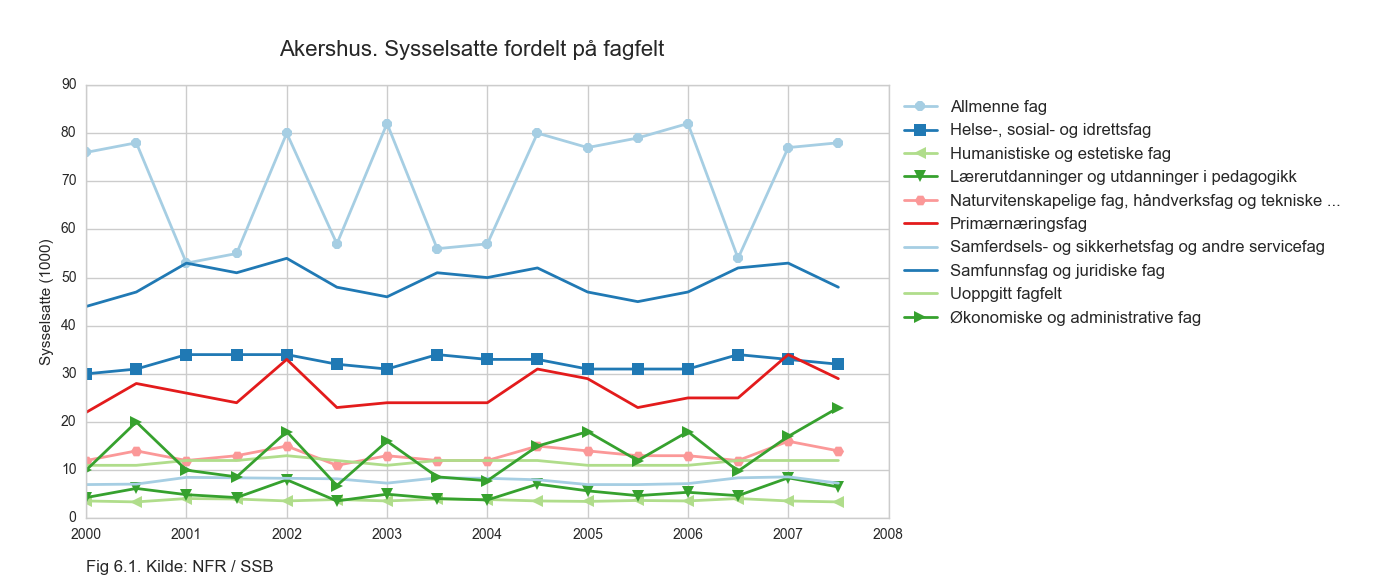 Akershus. Sysselsatte fordelt på fagfelt
Sysselsatte (1000)
90
80
70
60
50
40
30
20
10
0
2000 2001 2002 2003 2004 2005 2006 2007 2008
Allmenne fag
Helse-, sosial- og idrettsfag
Humanistiske og estetiske fag
Lærerutdanninger og utdanninger i pedagogikk
Naturvitenskapelige fag, håndverksfag og tekniske ...
Primærnæringsfag
Samferdsels- og sikkerhetsfag og andre servicefag
Samfunnsfag og juridiske fag
Uoppgitt fagfelt
Økonomiske og administrative fag
Fig 6.1. Kilde: NFR / SSB